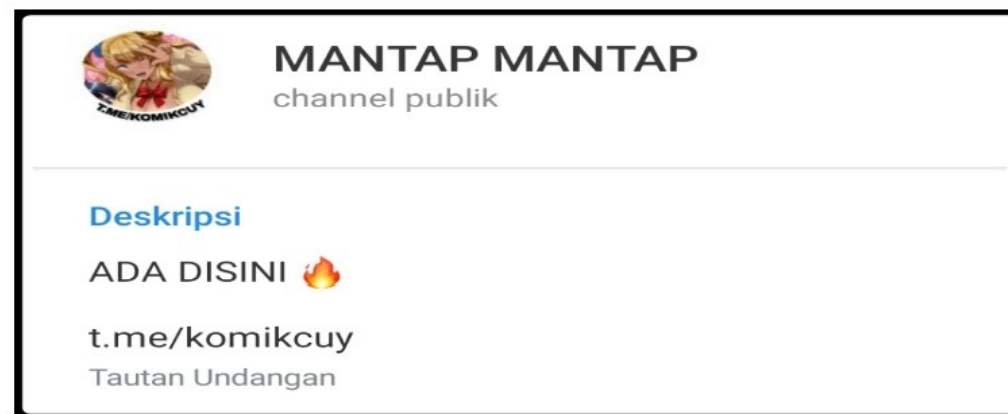 MANTAP MANTAP
channel publik
T.ME/KOMIKCUY
Deskripsi
ADA DISINI 🔥
t.me/komikcuy
Tautan Undangan